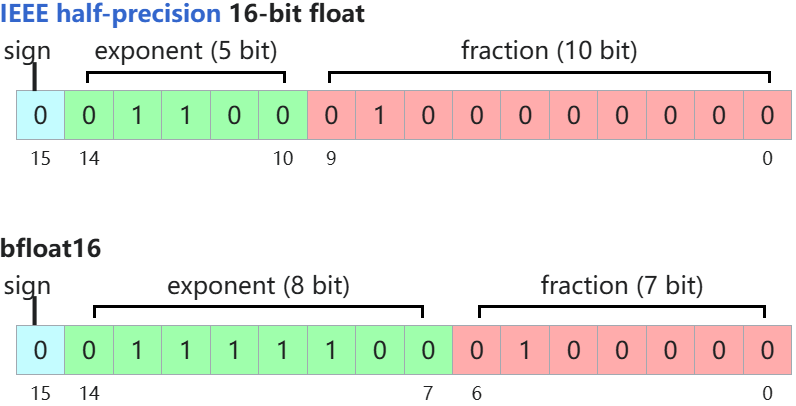 IEEE half-precision 16-bit float
sign exponent (5 bit) fraction (10 bit)
0 0 1 1 0 0 0 1 0 0 0 0 0 0 0 0
15 14 10 9 0
bfloat16
sign exponent (8 bit) fraction (7 bit)
0 0 1 1 1 1 1 0 0 0 1 0 0 0 0 0
15 14 7 6 0